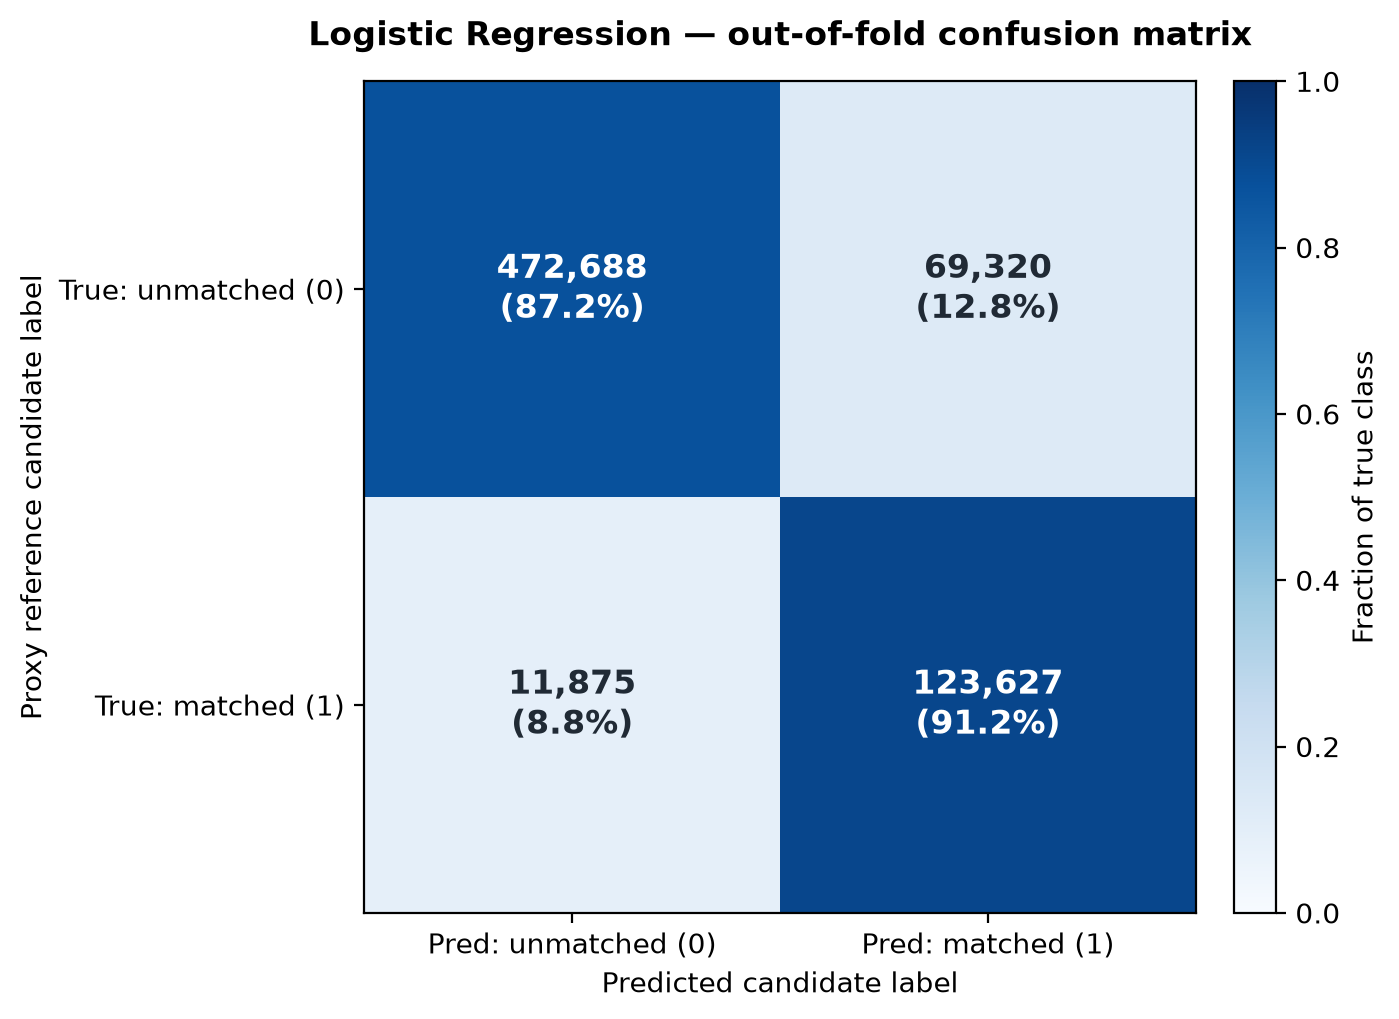 Logistic Regression — out-of-fold confusion matrix
Proxy reference candidate label
True: unmatched (0)
True: matched (1)
472,688
(87.2%)
69,320
(12.8%)
11,875
(8.8%)
123,627
(91.2%)
Pred: unmatched (0)
Pred: matched (1)
Predicted candidate label
1.0
0.8
0.6
0.4
0.2
0.0
Fraction of true class